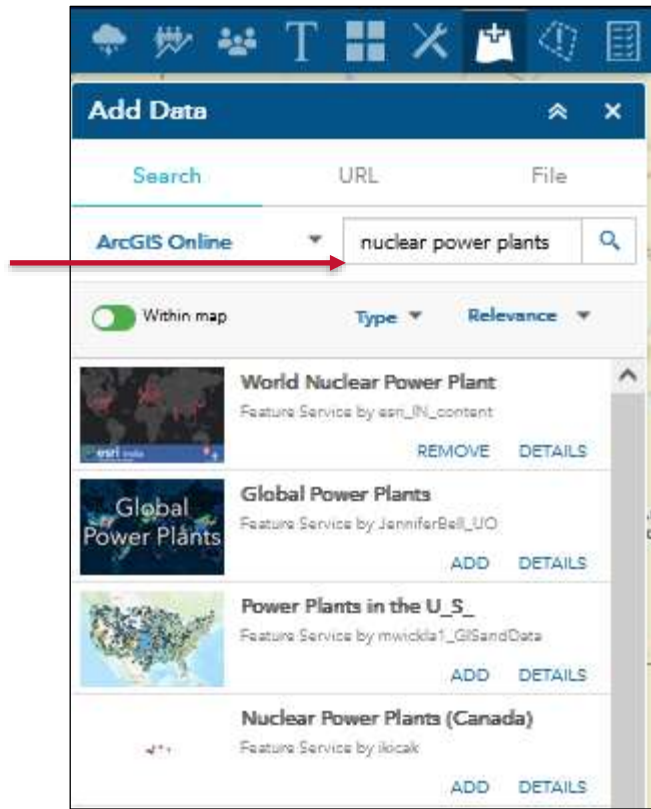 T
Add Data
Search URL File
ArcGIS Online nuclear power plants
Within map Type Relevance
World Nuclear Power Plant
Feature Service by esri_IN_content
esri india
REMOVE DETAILS
Global Power Plants
Global Power Plants
Feature Service by JenniferBell_UO
ADD DETAILS
Power Plants in the U_S_
Feature Service by mwickla1_GISandData
ADD DETAILS
Nuclear Power Plants (Canada)
Feature Service by ikicak
ADD DETAILS